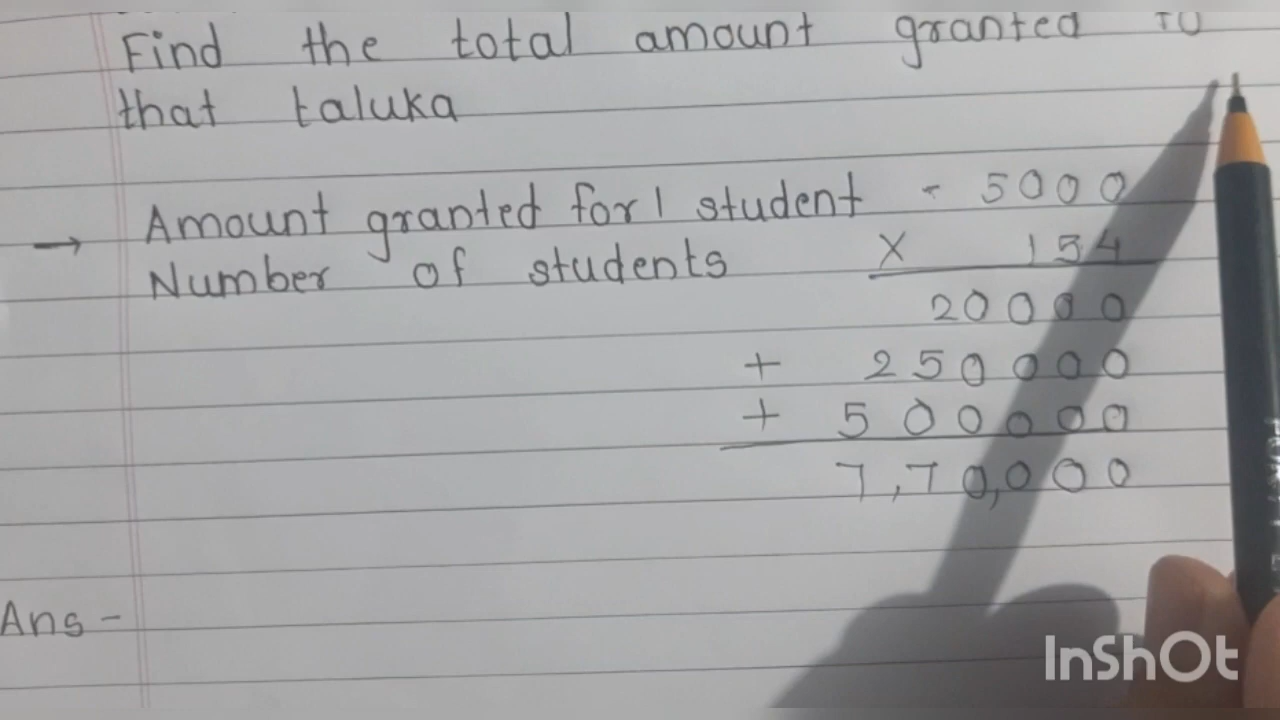 Find the total amount granted to
that taluka
→ Amount granted for 1 student - 5000
Number of students X 154
20000
+ 250000
+ 500000
7,70,000
Ans -
InShOt